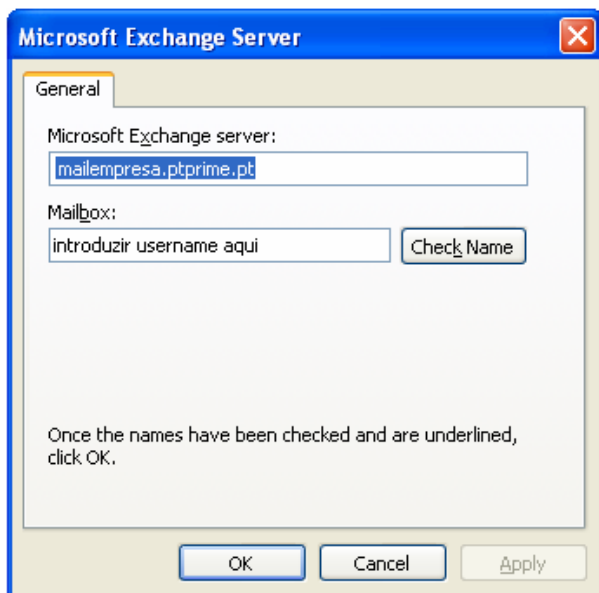 Microsoft Exchange Server
General
Microsoft Exchange server:
mailempresa.ptprime.pt
Mailbox:
introduzir username aqui
Check Name
Once the names have been checked and are underlined,
click OK.
OK
Cancel
Apply